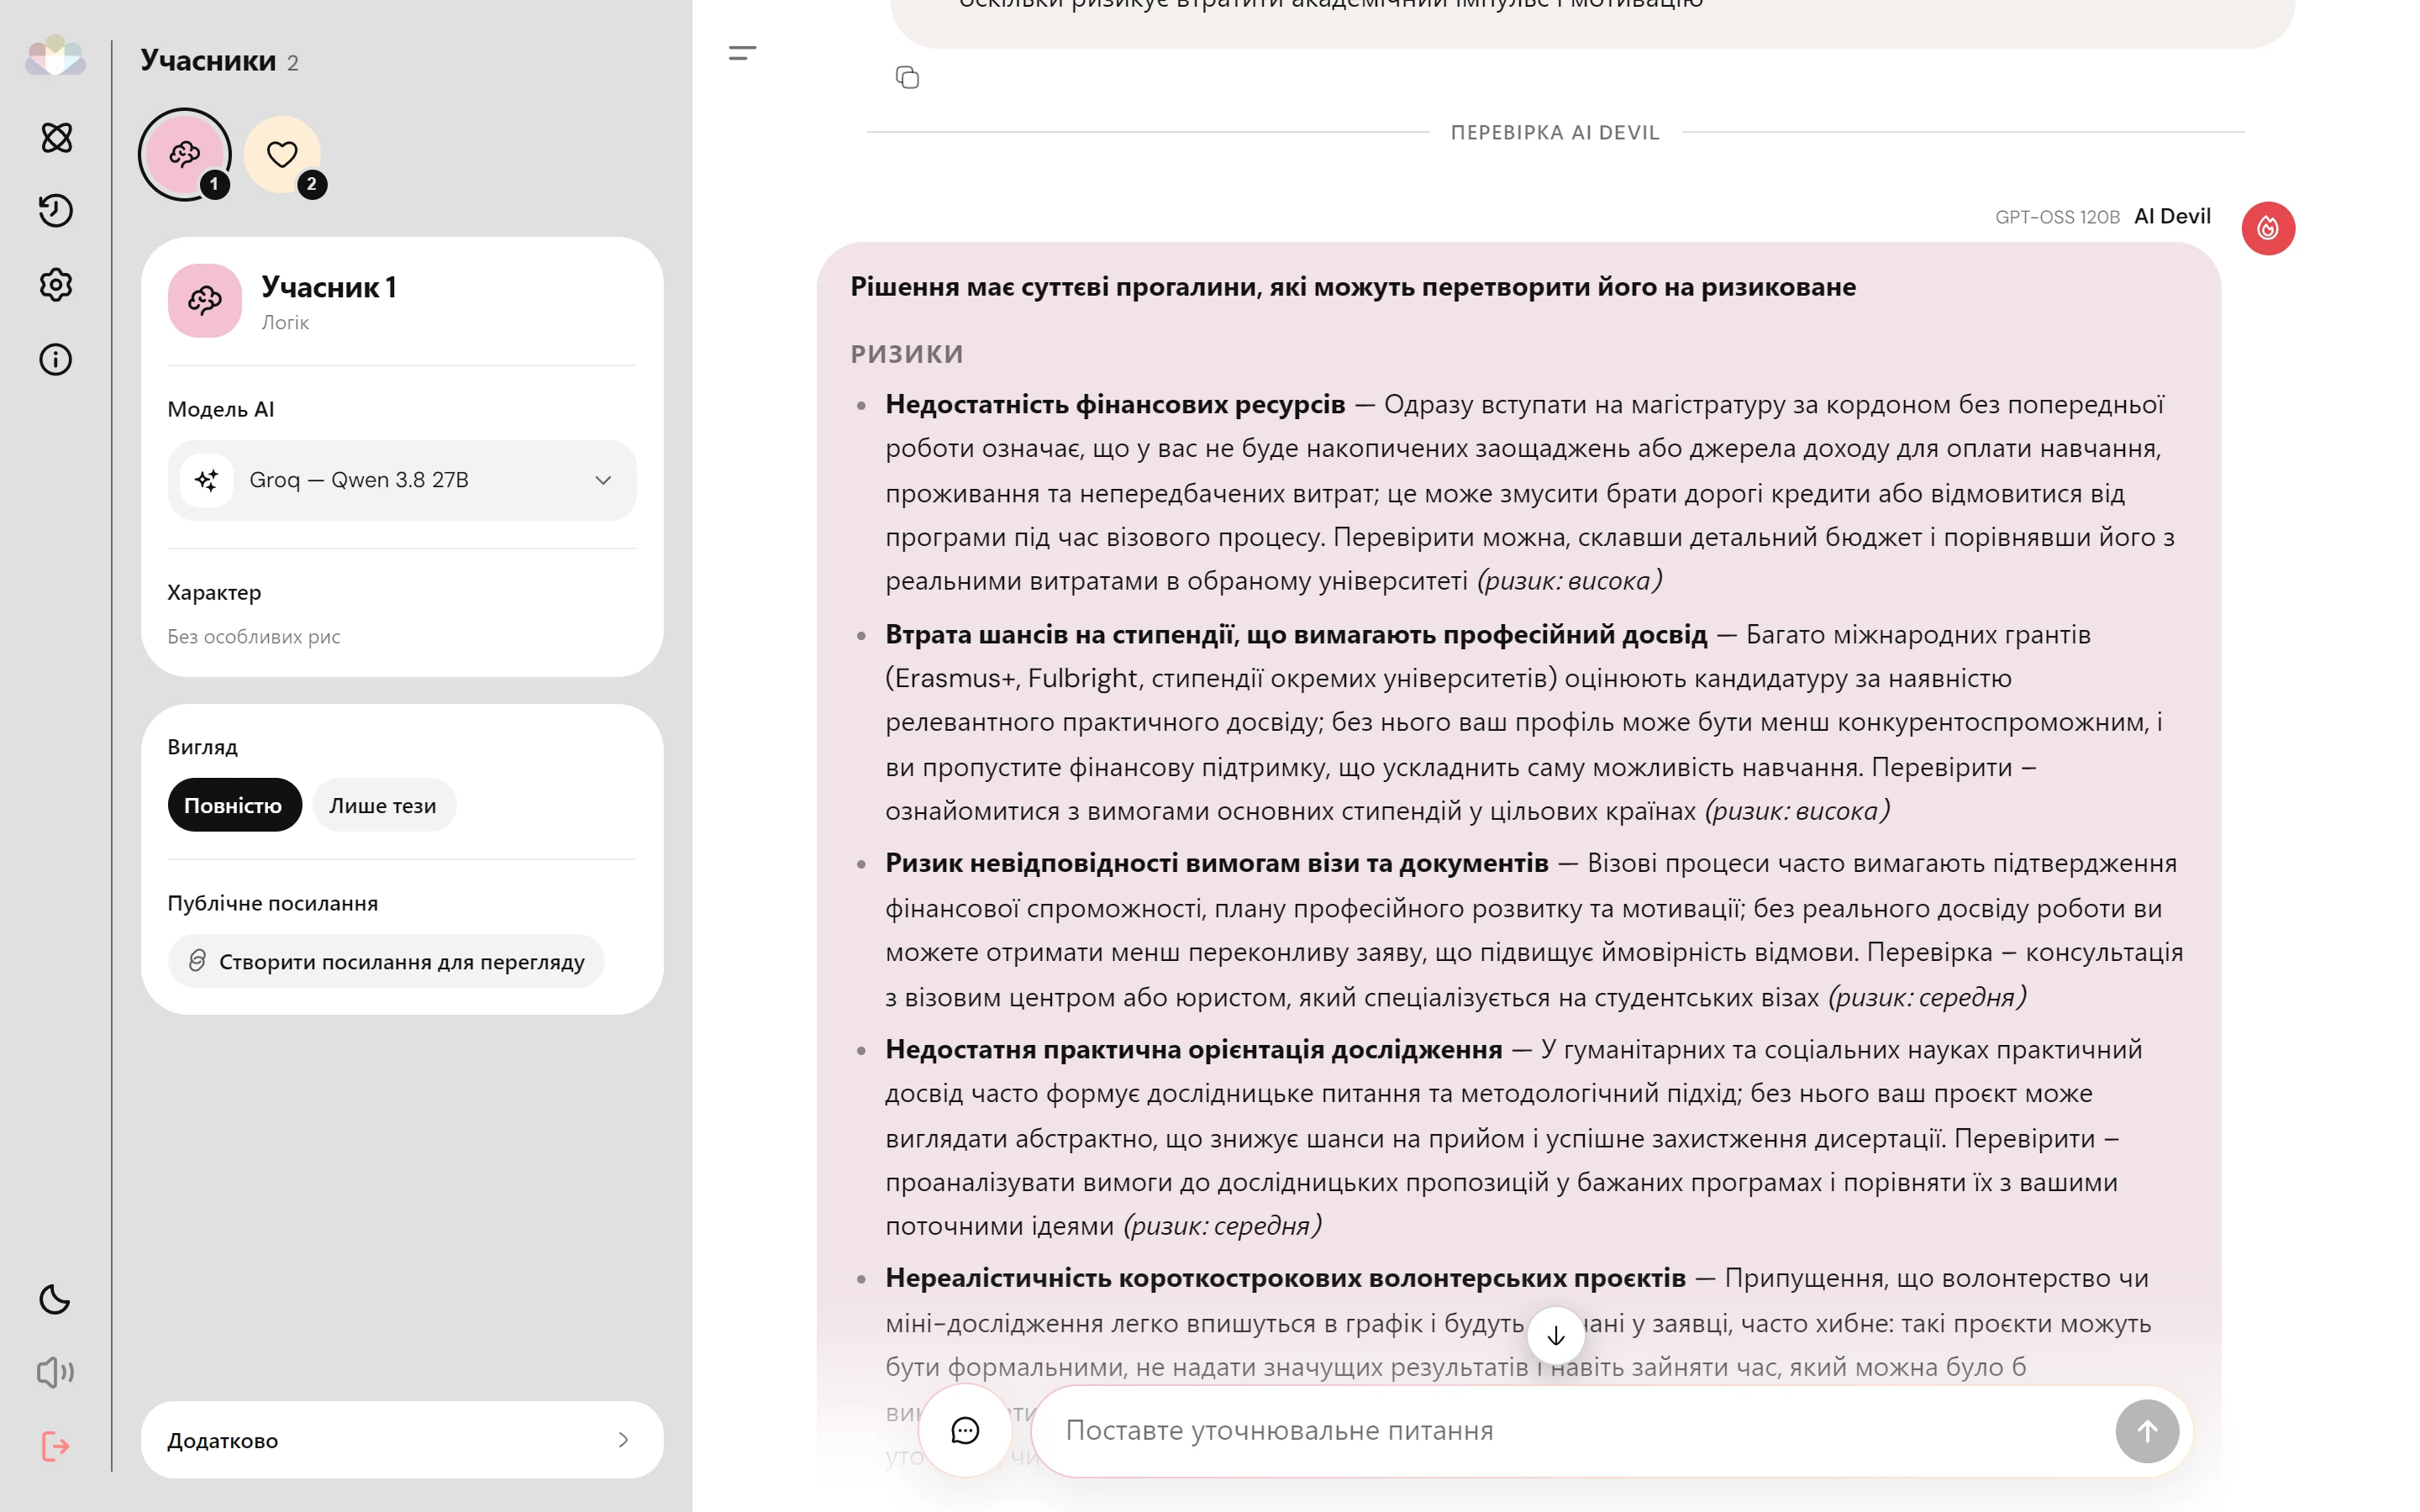 Учасники 2
1
2
Учасник 1
Логік
Модель AI
Groq — Qwen 3.8 27B
Характер
Без особливих рис
Вигляд
Повністю
Лише тези
Публічне посилання
Створити посилання для перегляду
Додатково
оскільки ризикує втратити академічний імпульс і мотивацію
ПЕРЕВІРКА AI DEVIL
GPT-OSS 120B AI Devil
Рішення має суттєві прогалини, які можуть перетворити його на ризиковане
РИЗИКИ
Недостатність фінансових ресурсів — Одразу вступати на магістратуру за кордоном без попередньої
роботи означає, що у вас не буде накопичених заощаджень або джерела доходу для оплати навчання,
проживання та непередбачених витрат; це може змусити брати дорогі кредити або відмовитися від
програми під час візового процесу. Перевірити можна, склавши детальний бюджет і порівнявши його з
реальними витратами в обраному університеті (ризик: висока)
Втрата шансів на стипендії, що вимагають професійний досвід — Багато міжнародних грантів
(Erasmus+, Fulbright, стипендії окремих університетів) оцінюють кандидатуру за наявністю
релевантного практичного досвіду; без нього ваш профіль може бути менш конкурентоспроможним, і
ви пропустите фінансову підтримку, що ускладнить саму можливість навчання. Перевірити –
ознайомитися з вимогами основних стипендій у цільових країнах (ризик: висока)
Ризик невідповідності вимогам візи та документів — Візові процеси часто вимагають підтвердження
фінансової спроможності, плану професійного розвитку та мотивації; без реального досвіду роботи ви
можете отримати менш переконливу заяву, що підвищує ймовірність відмови. Перевірка – консультація
з візовим центром або юристом, який спеціалізується на студентських візах (ризик: середня)
Недостатня практична орієнтація дослідження — У гуманітарних та соціальних науках практичний
досвід часто формує дослідницьке питання та методологічний підхід; без нього ваш проєкт може
виглядати абстрактно, що знижує шанси на прийом і успішне захистження дисертації. Перевірити –
проаналізувати вимоги до дослідницьких пропозицій у бажаних програмах і порівняти їх з вашими
поточними ідеями (ризик: середня)
Нереалістичність короткострокових волонтерських проєктів — Припущення, що волонтерство чи
міні-дослідження легко впишуться в графік і будуть у заявці, часто хибне: такі проєкти можуть
бути формальними, не надати значущих результатів і навіть зайняти час, який можна було б
Поставте уточнювальне питання